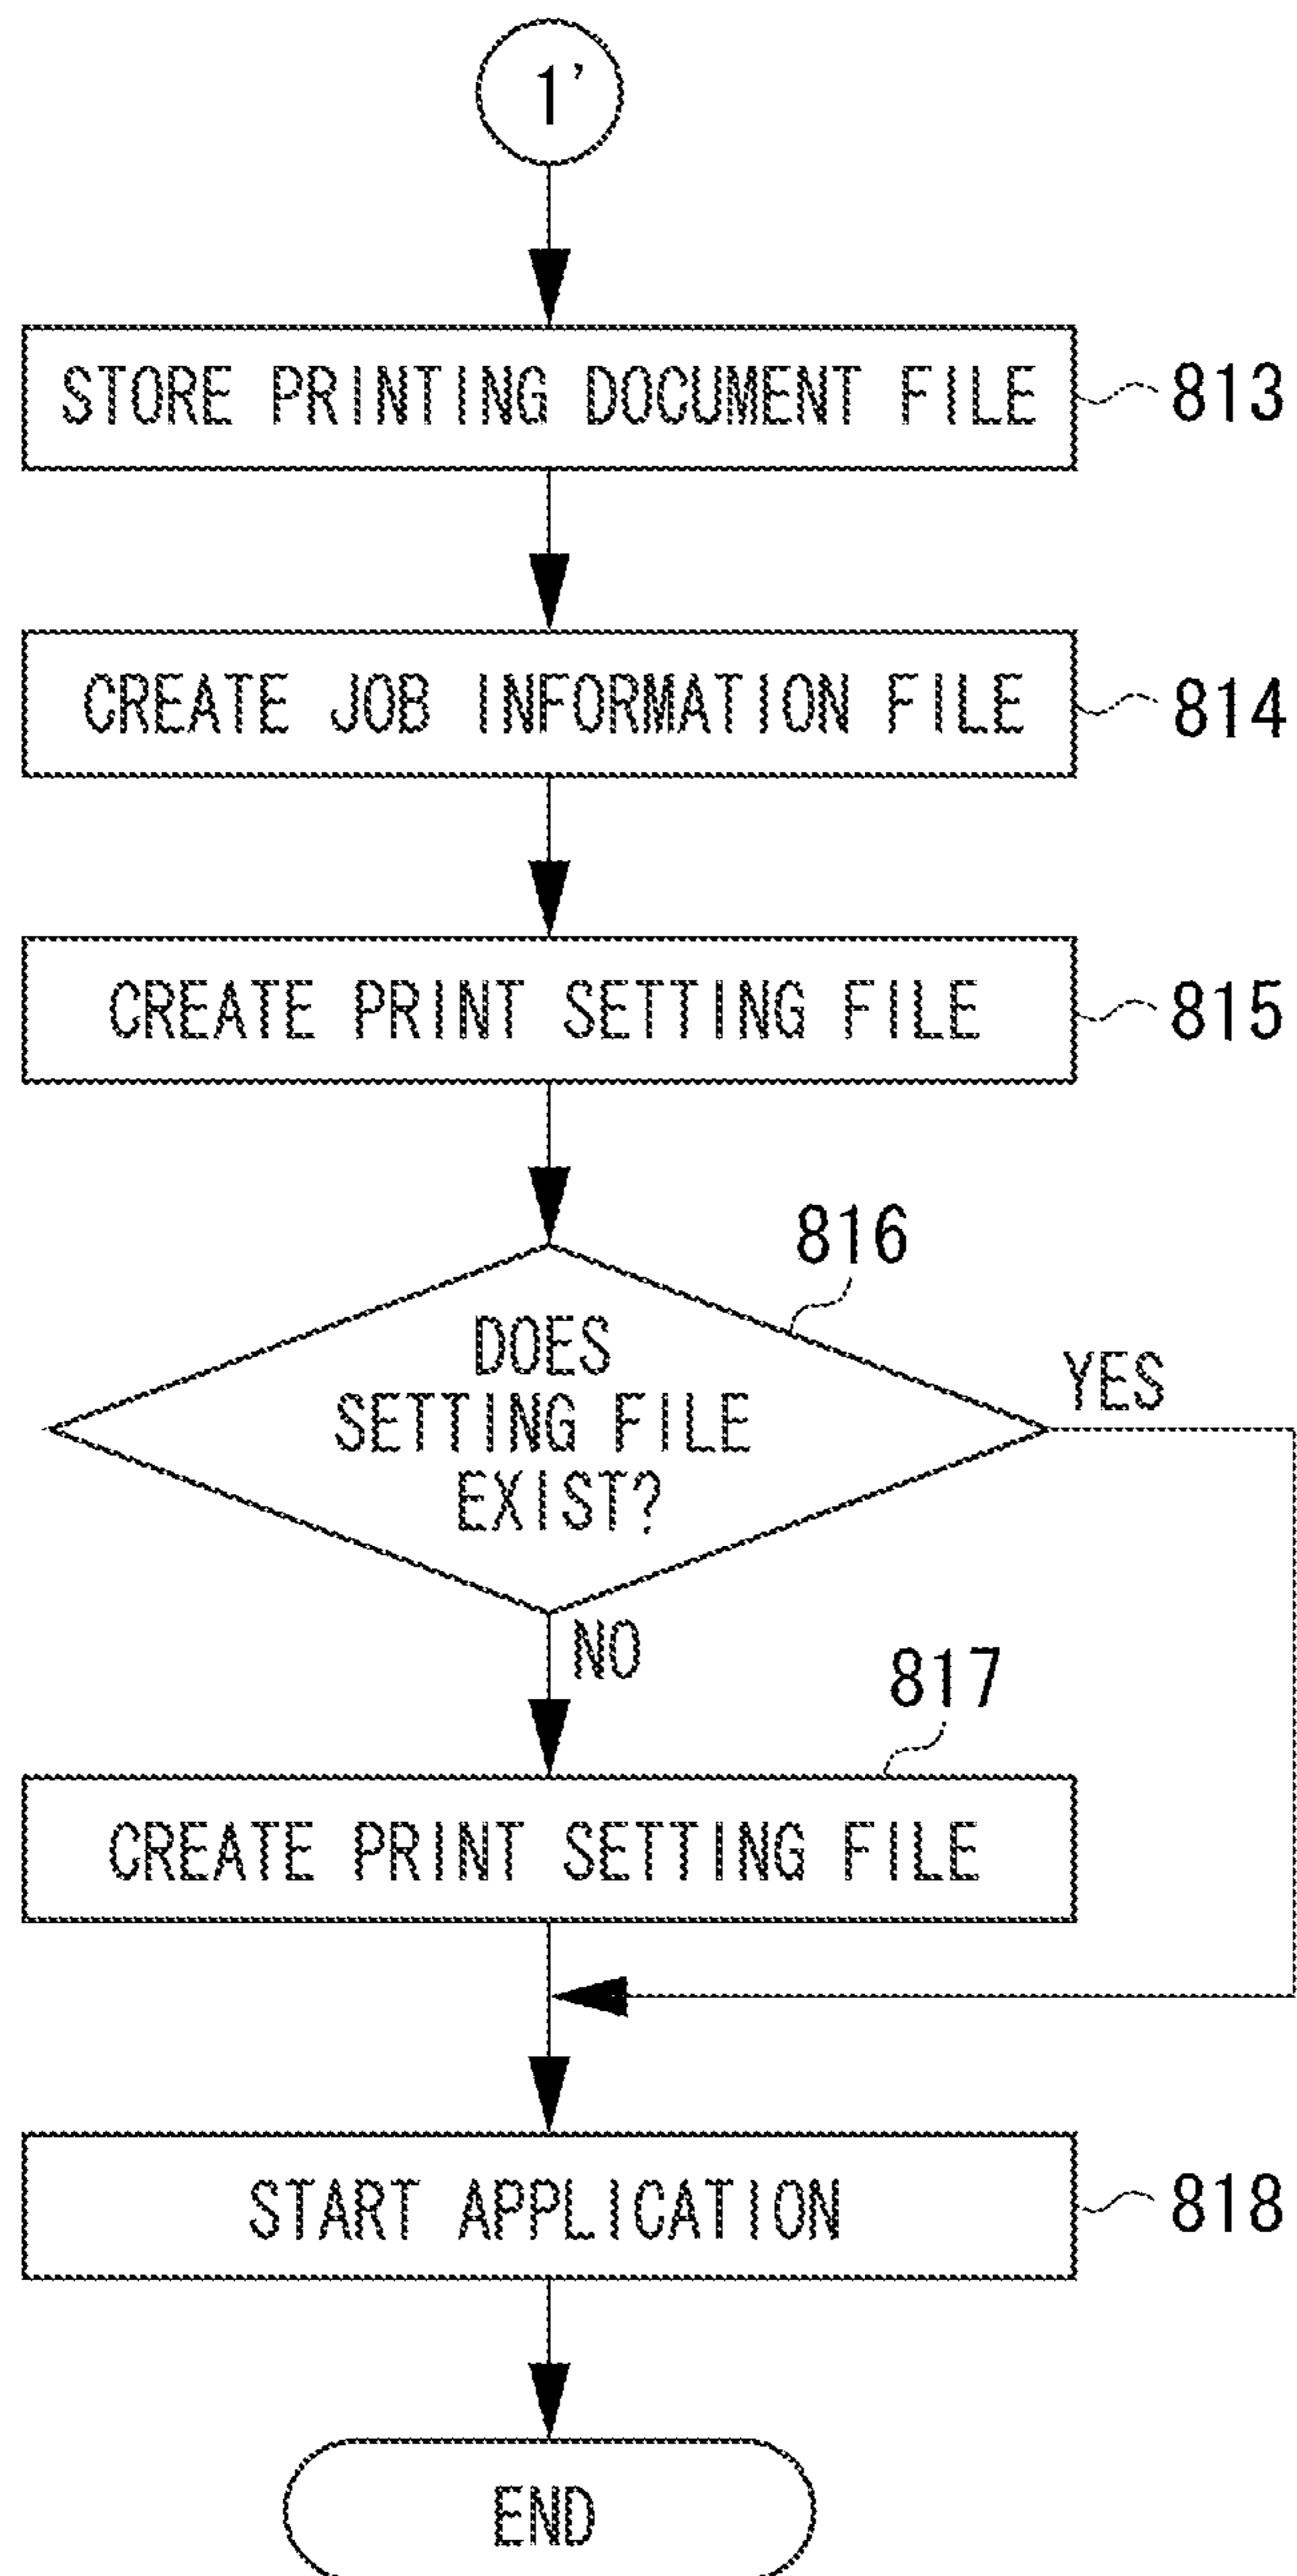 1'
STORE PRINTING DOCUMENT FILE
813
CREATE JOB INFORMATION FILE
814
CREATE PRINT SETTING FILE
815
816
DOES
SETTING FILE
EXIST?
YES
NO
817
CREATE PRINT SETTING FILE
START APPLICATION
818
END